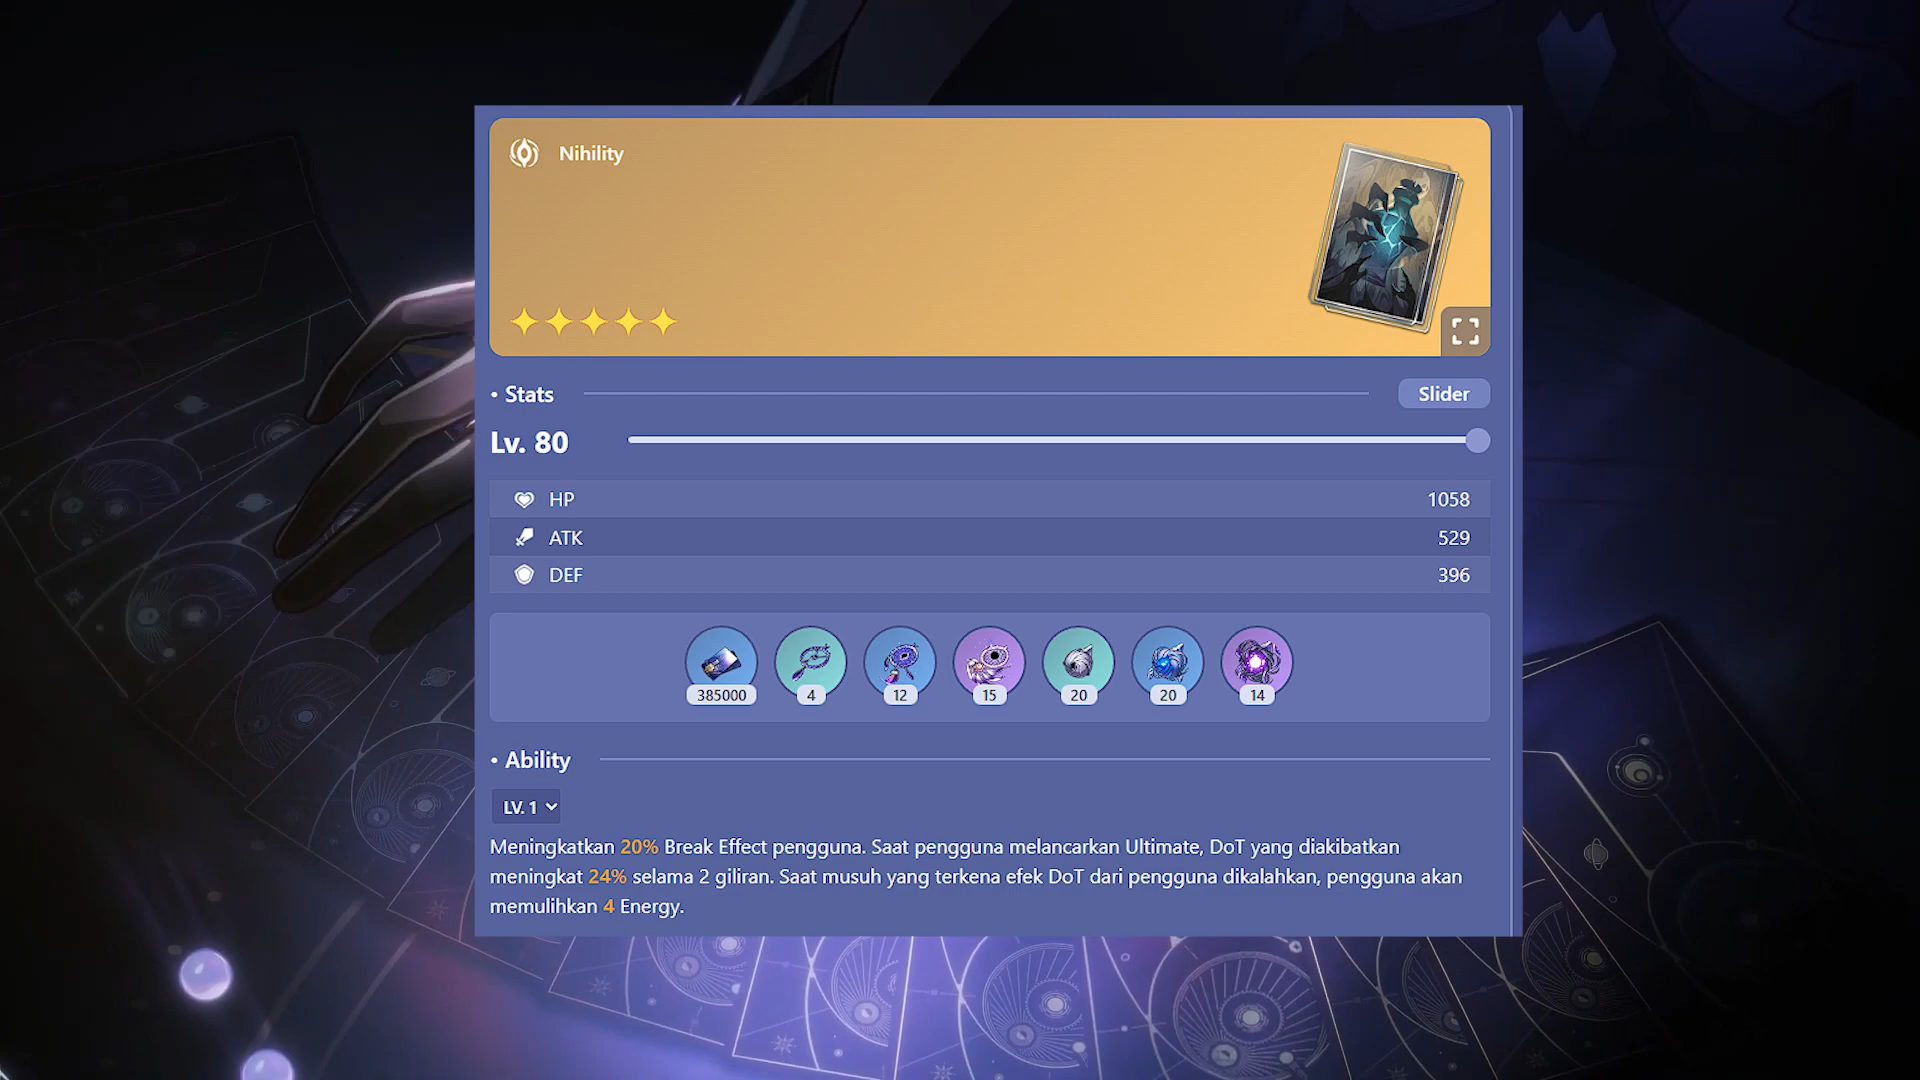 Nihility
• Stats
Slider
Lv. 80
HP 1058
ATK 529
DEF 396
385000 4 12 15 20 20 14
• Ability
LV. 1
Meningkatkan 20% Break Effect pengguna. Saat pengguna melancarkan Ultimate, DoT yang diakibatkan
meningkat 24% selama 2 giliran. Saat musuh yang terkena efek DoT dari pengguna dikalahkan, pengguna akan
memulihkan 4 Energy.